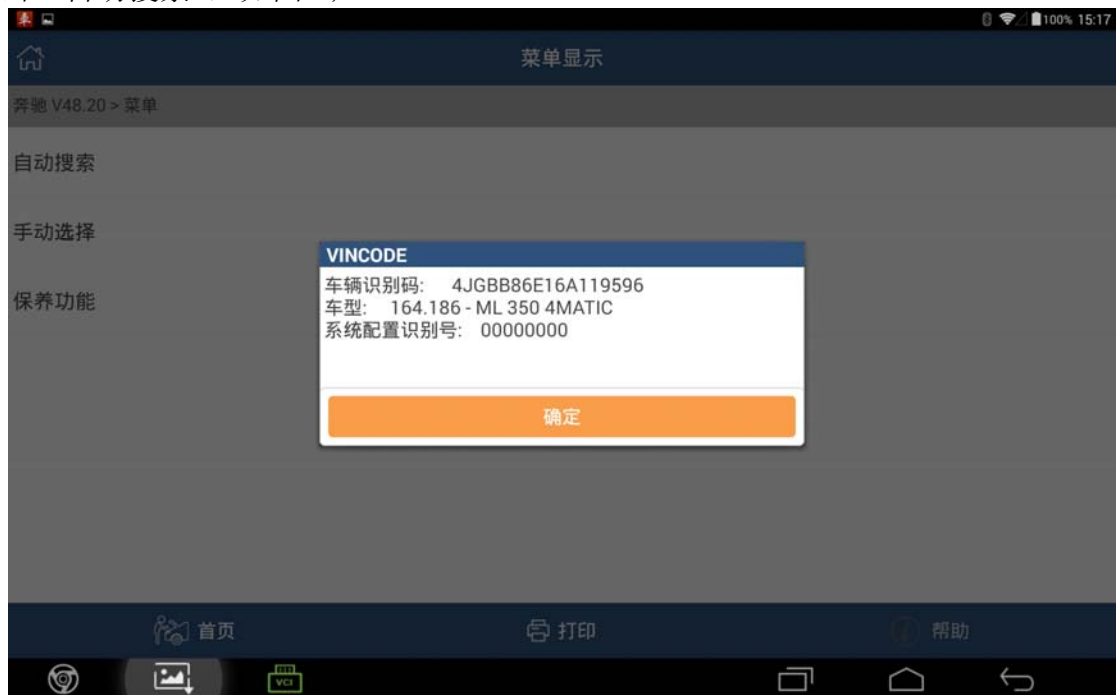 100% 15:17
菜单显示
奔驰 V48.20 > 菜单
自动搜索
手动选择
保养功能
VINCODE
车辆识别码: 4JGBB86E16A119596
车型: 164.186 - ML 350 4MATIC
系统配置识别号: 00000000
确定
首页
打印
帮助
VCI